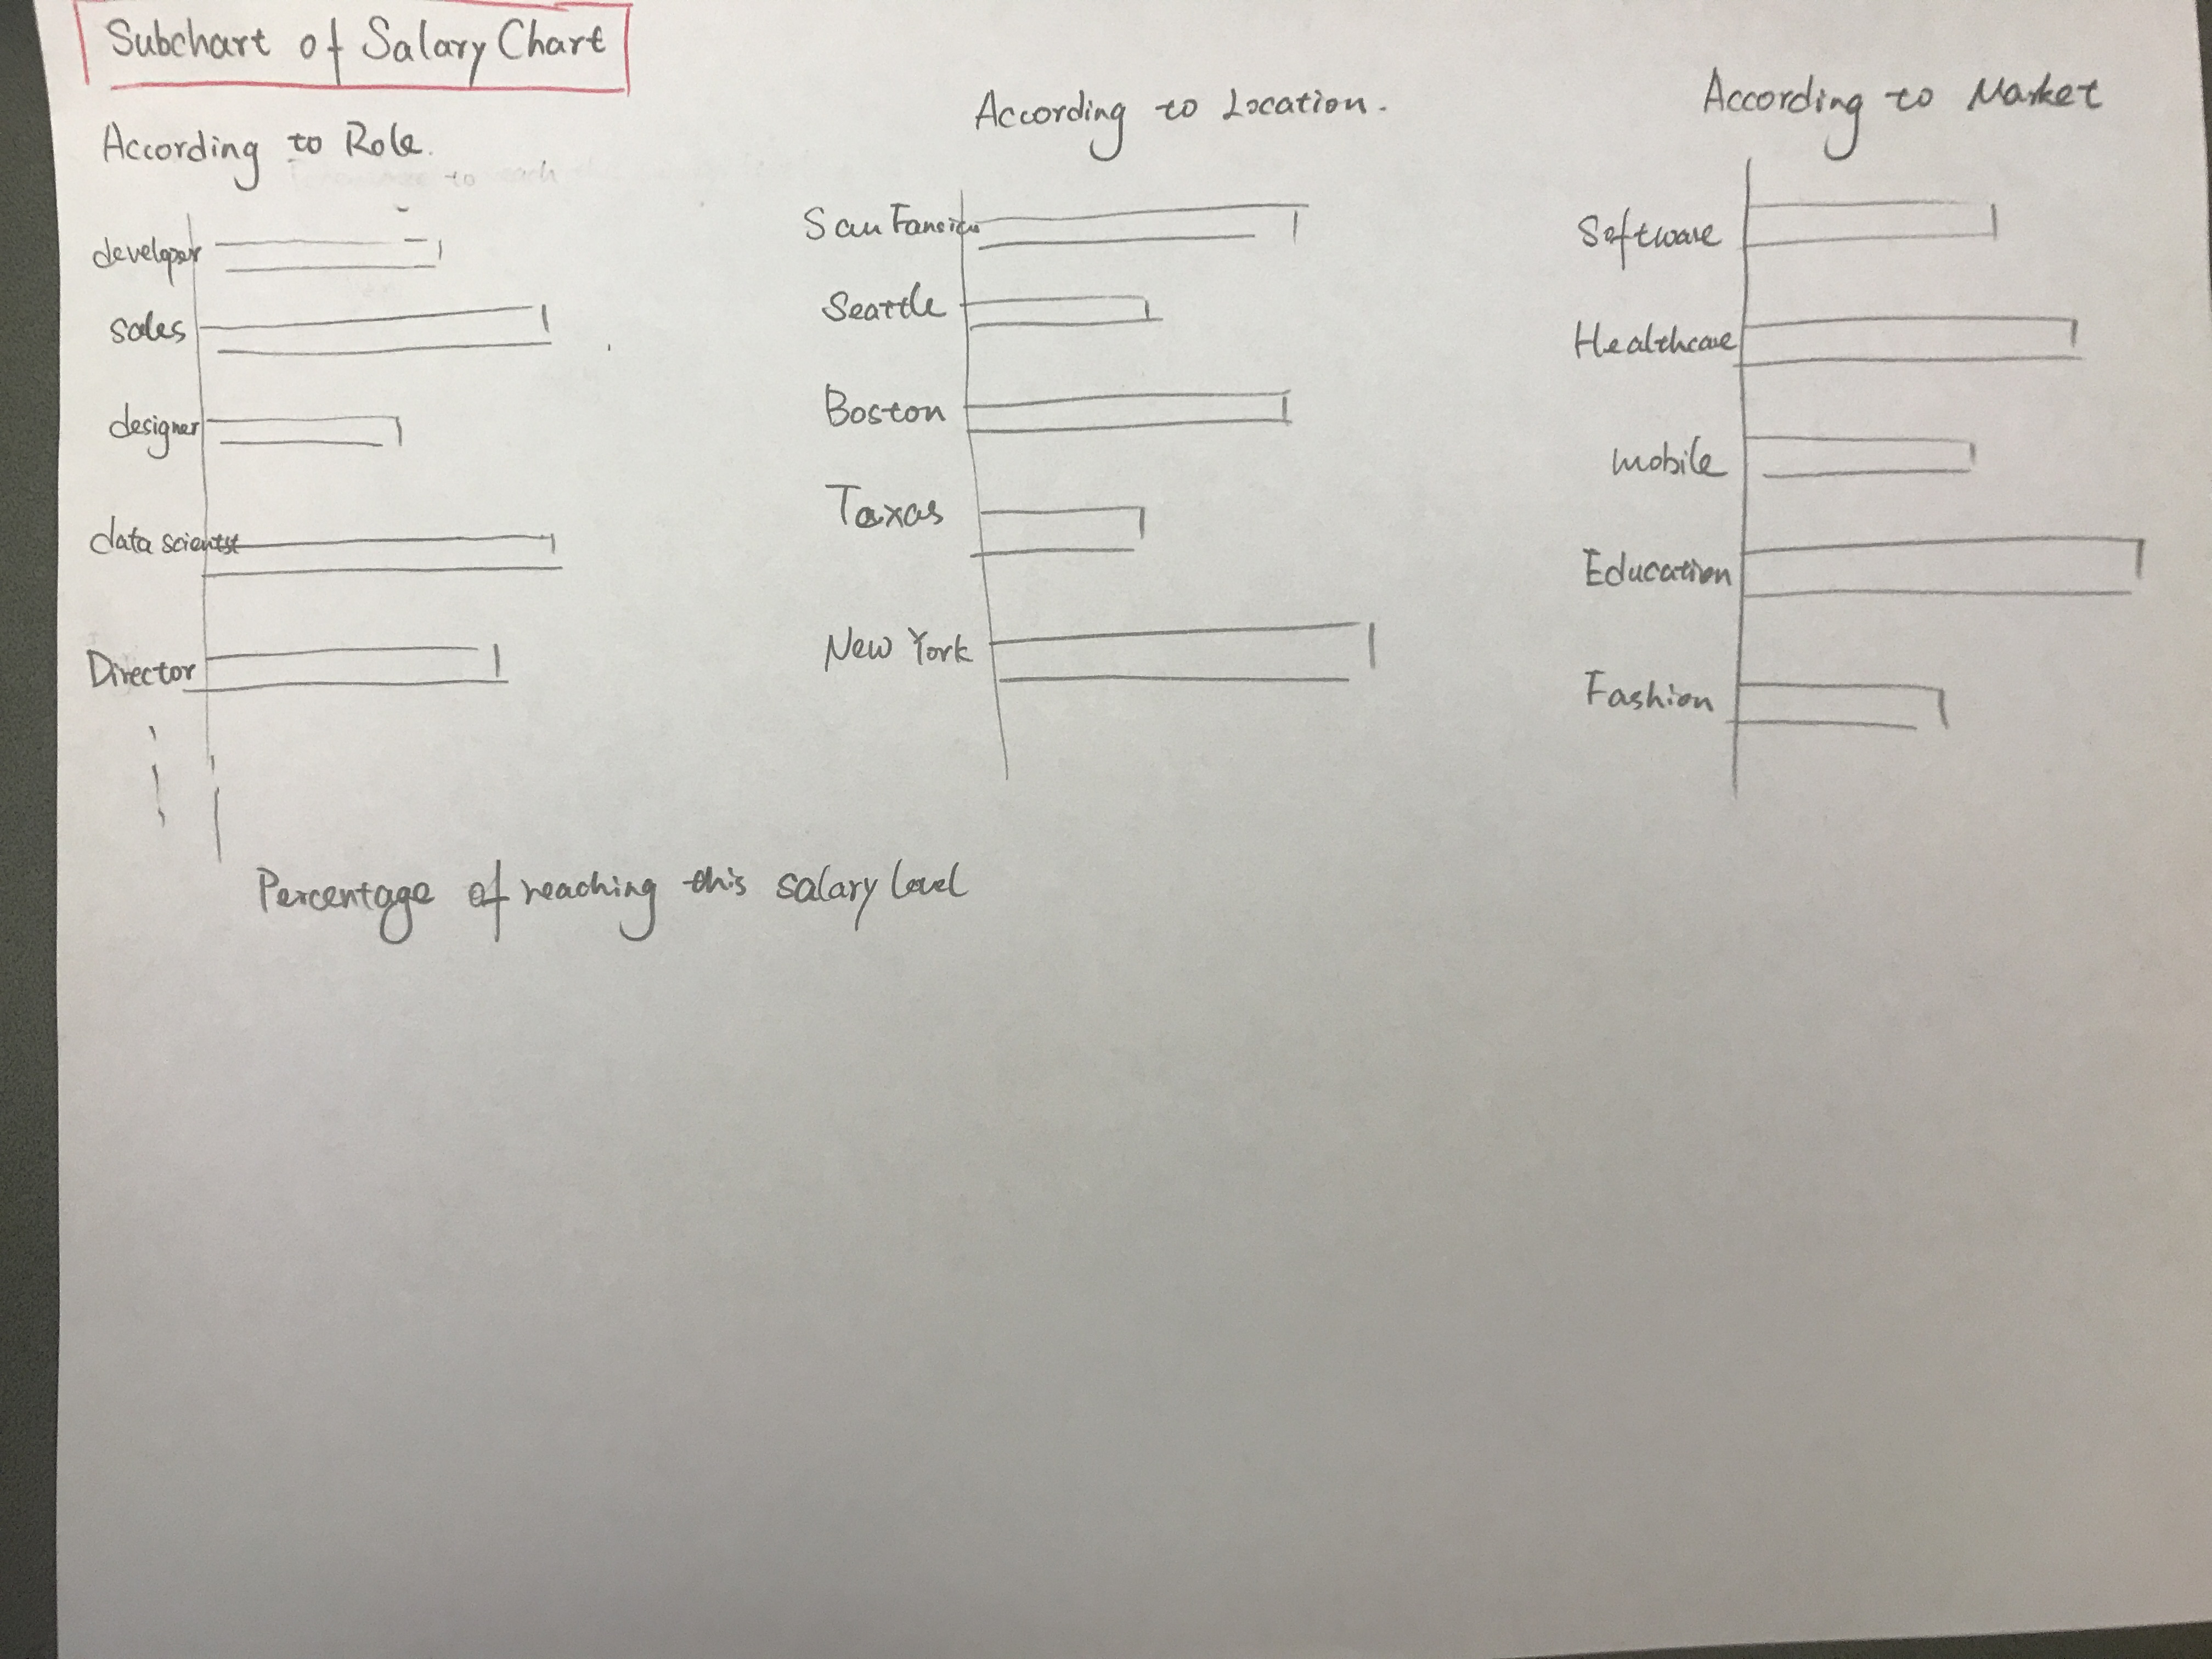 Subchart of Salary Chart
According to Role.
developer
sales
designer
data scientist
Director
Percentage of reaching this salary level
According to Location.
San Francisco
Seattle
Boston
Taxas
New York
According to Market
Software
Healthcare
mobile
Education
Fashion